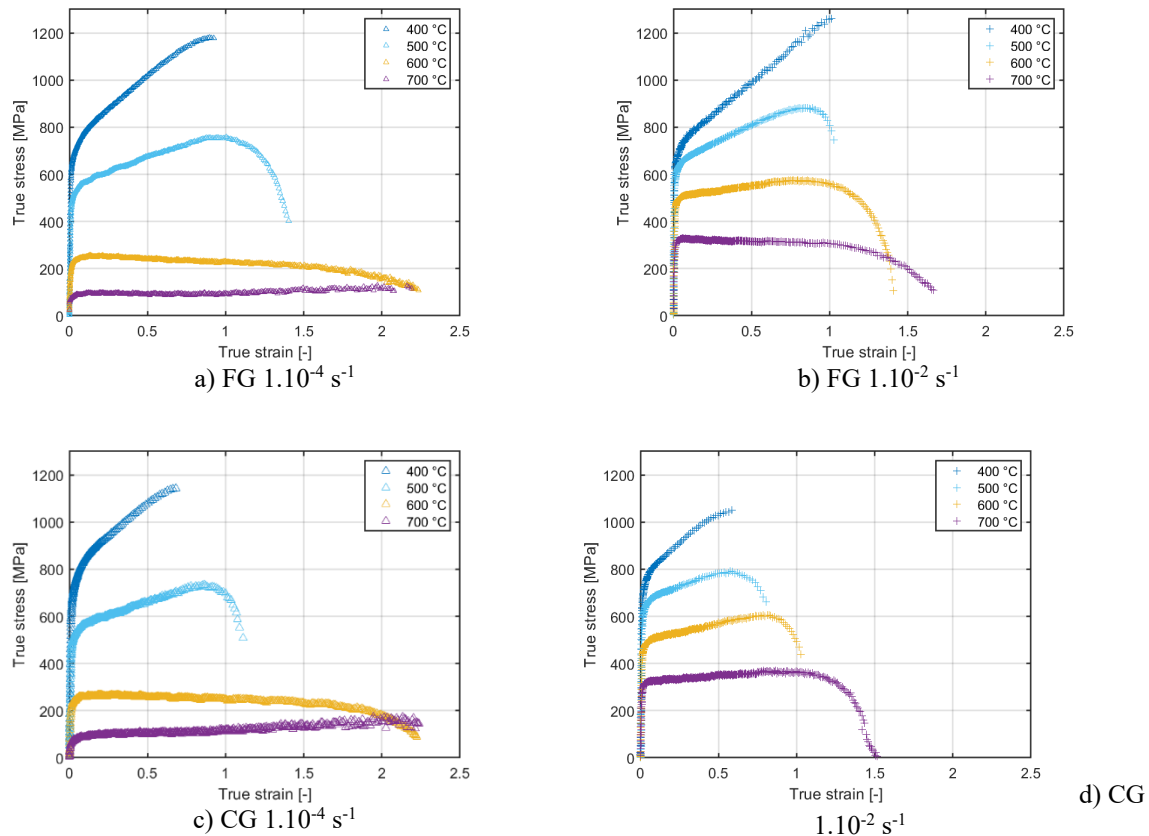 1200
1000
800
600
400
200
0
True stress [MPa]
400 °C
500 °C
600 °C
700 °C
0 0.5 1 1.5 2 2.5
True strain [-]
a) FG 1.10⁻⁴ s⁻¹
1200
1000
800
600
400
200
0
True stress [MPa]
400 °C
500 °C
600 °C
700 °C
0 0.5 1 1.5 2 2.5
True strain [-]
b) FG 1.10⁻² s⁻¹
1200
1000
800
600
400
200
0
True stress [MPa]
400 °C
500 °C
600 °C
700 °C
0 0.5 1 1.5 2 2.5
True strain [-]
c) CG 1.10⁻⁴ s⁻¹
1200
1000
800
600
400
200
0
True stress [MPa]
400 °C
500 °C
600 °C
700 °C
0 0.5 1 1.5 2 2.5
True strain [-]
d) CG
1.10⁻² s⁻¹